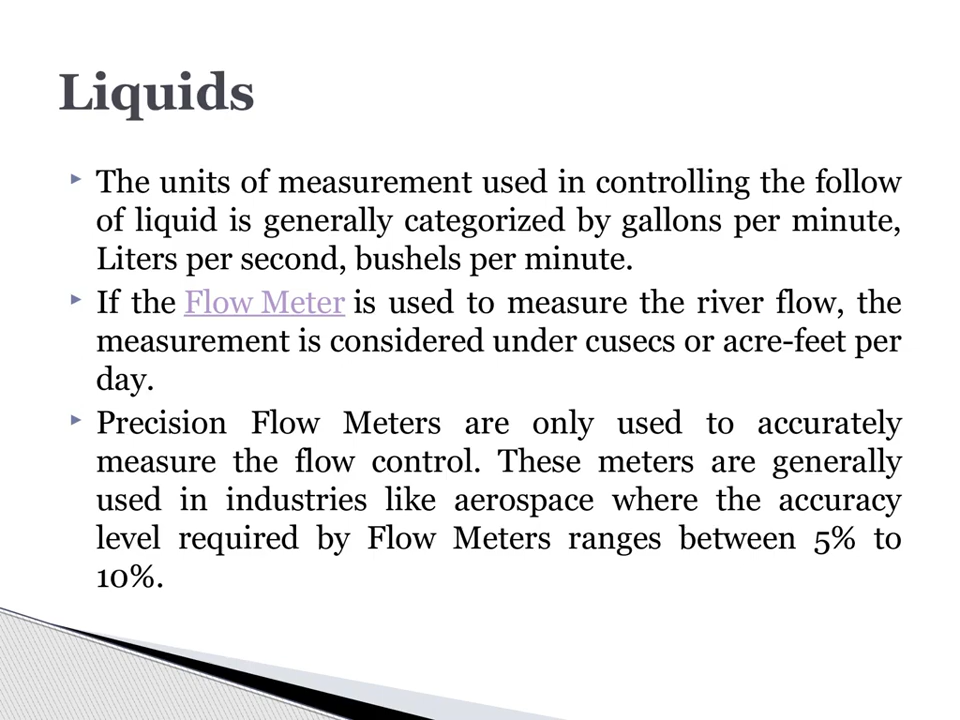 Liquids
The units of measurement used in controlling the follow
of liquid is generally categorized by gallons per minute,
Liters per second, bushels per minute.
If the Flow Meter is used to measure the river flow, the
measurement is considered under cusecs or acre-feet per
day.
Precision Flow Meters are only used to accurately
measure the flow control. These meters are generally
used in industries like aerospace where the accuracy
level required by Flow Meters ranges between 5% to
10%.